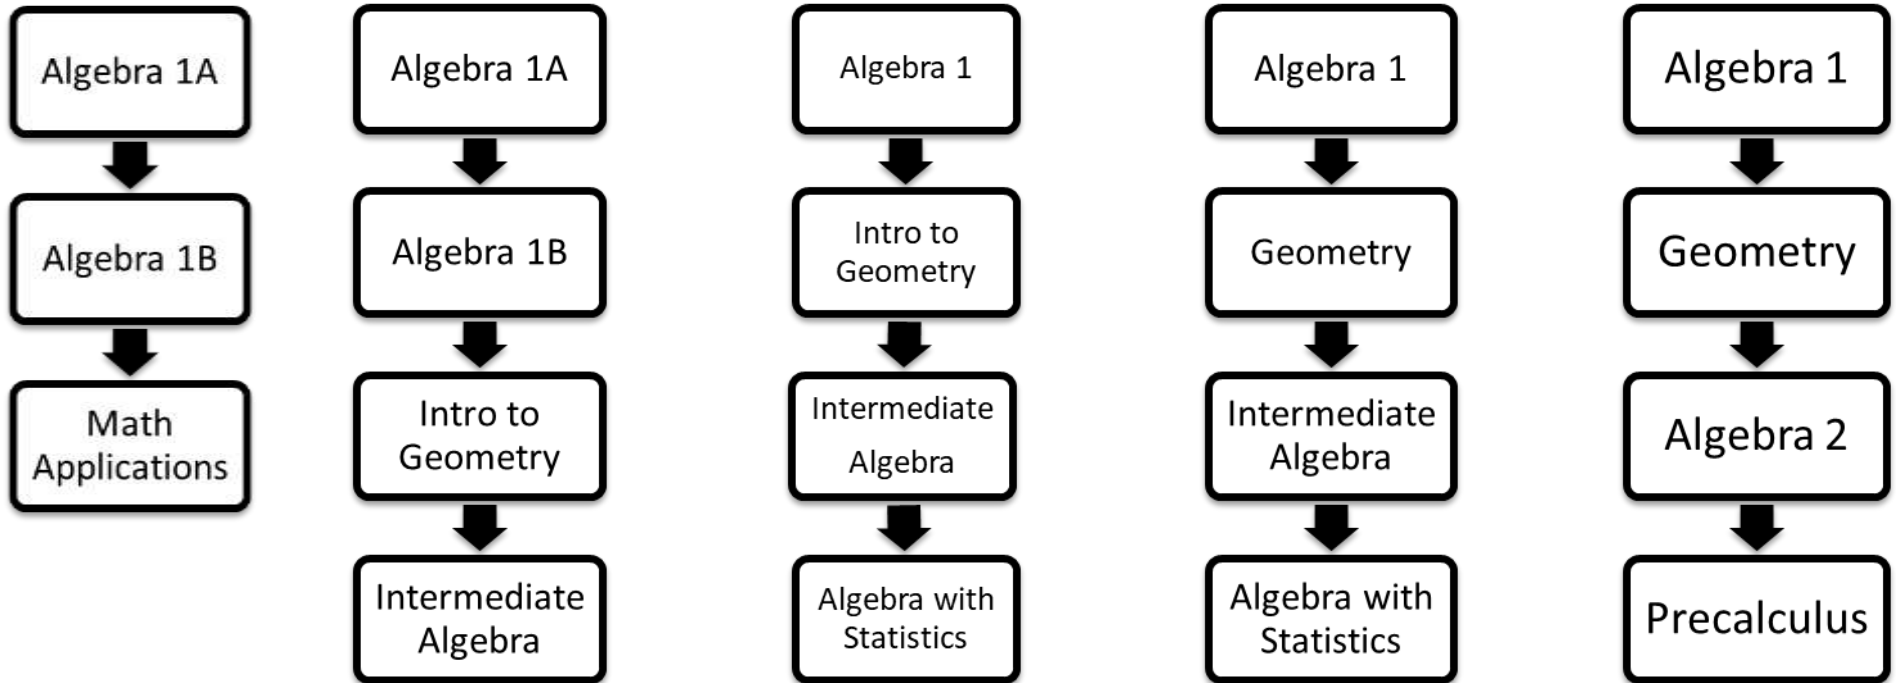 Algebra 1A
Algebra 1B
Math
Applications
Algebra 1A
Algebra 1B
Intro to
Geometry
Intermediate
Algebra
Algebra 1
Intro to
Geometry
Intermediate
Algebra
Algebra with
Statistics
Algebra 1
Geometry
Intermediate
Algebra
Algebra with
Statistics
Algebra 1
Geometry
Algebra 2
Precalculus